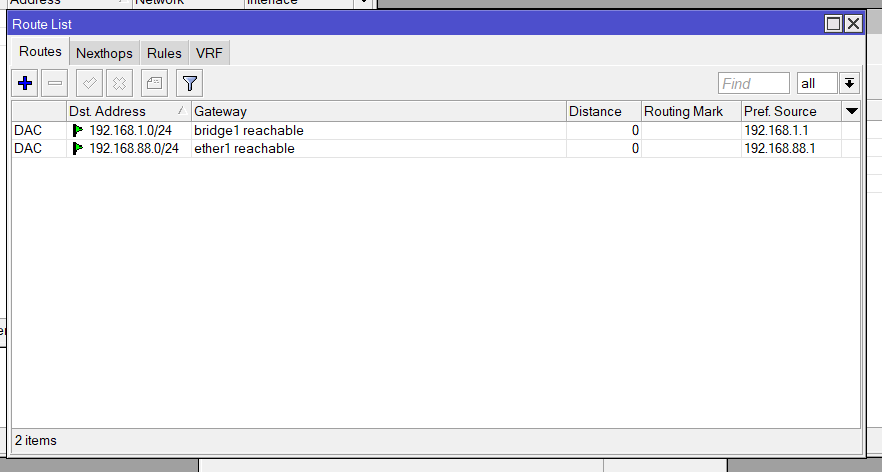 Address Network Interface
Route List
Routes Nexthops Rules VRF
Find all
Dst. Address Gateway Distance Routing Mark Pref. Source
DAC 192.168.1.0/24 bridge1 reachable 0 192.168.1.1
DAC 192.168.88.0/24 ether1 reachable 0 192.168.88.1
2 items